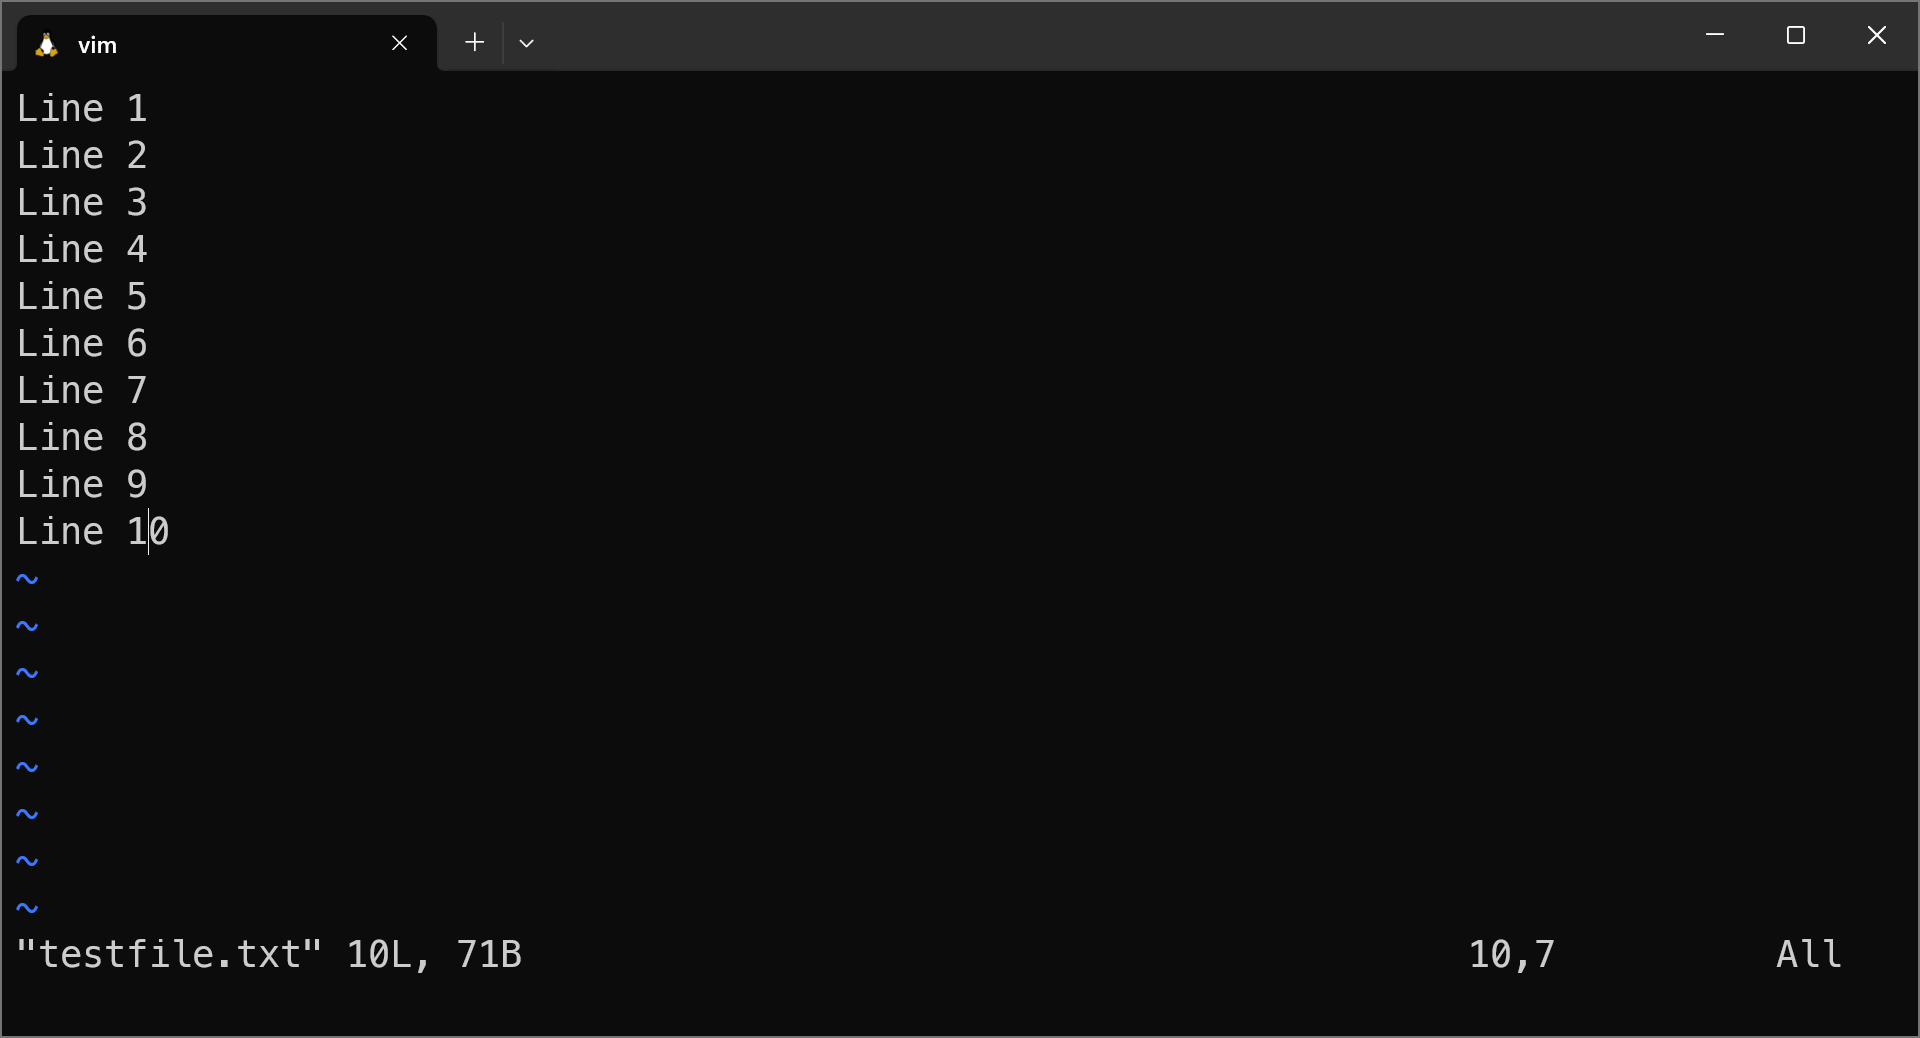 vim
Line 1
Line 2
Line 3
Line 4
Line 5
Line 6
Line 7
Line 8
Line 9
Line 10
~
~
~
~
~
~
~
~
"testfile.txt" 10L, 71B 10,7 All